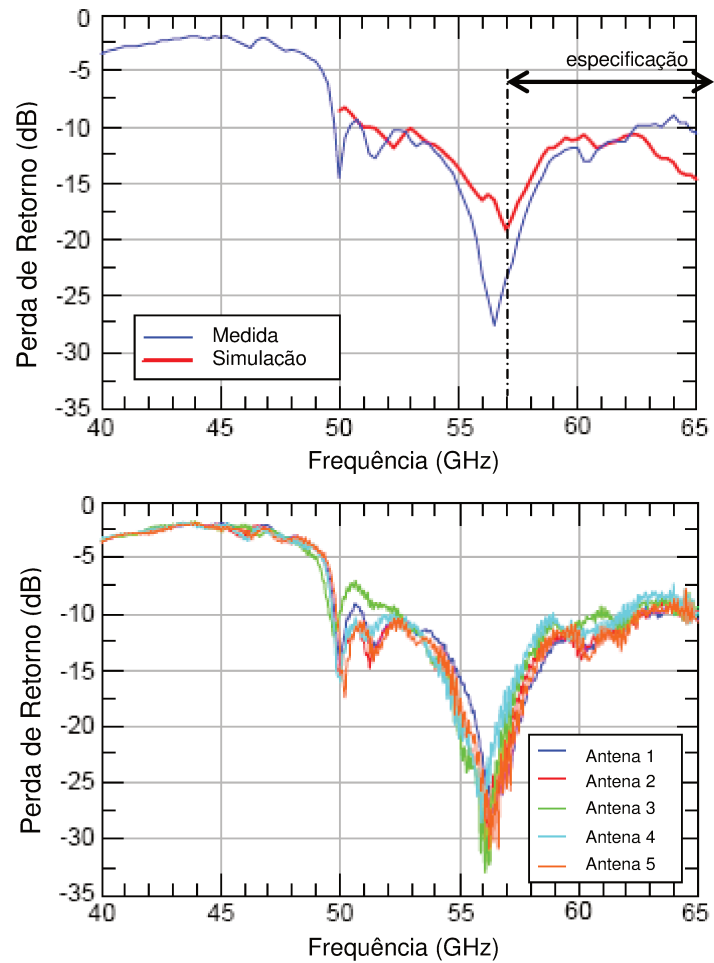 0
-5
-10
-15
-20
-25
-30
-35
Perda de Retorno (dB)
especificação
Medida
Simulação
40
45
50
55
60
65
Frequência (GHz)
0
-5
-10
-15
-20
-25
-30
-35
Perda de Retorno (dB)
Antena 1
Antena 2
Antena 3
Antena 4
Antena 5
40
45
50
55
60
65
Frequência (GHz)